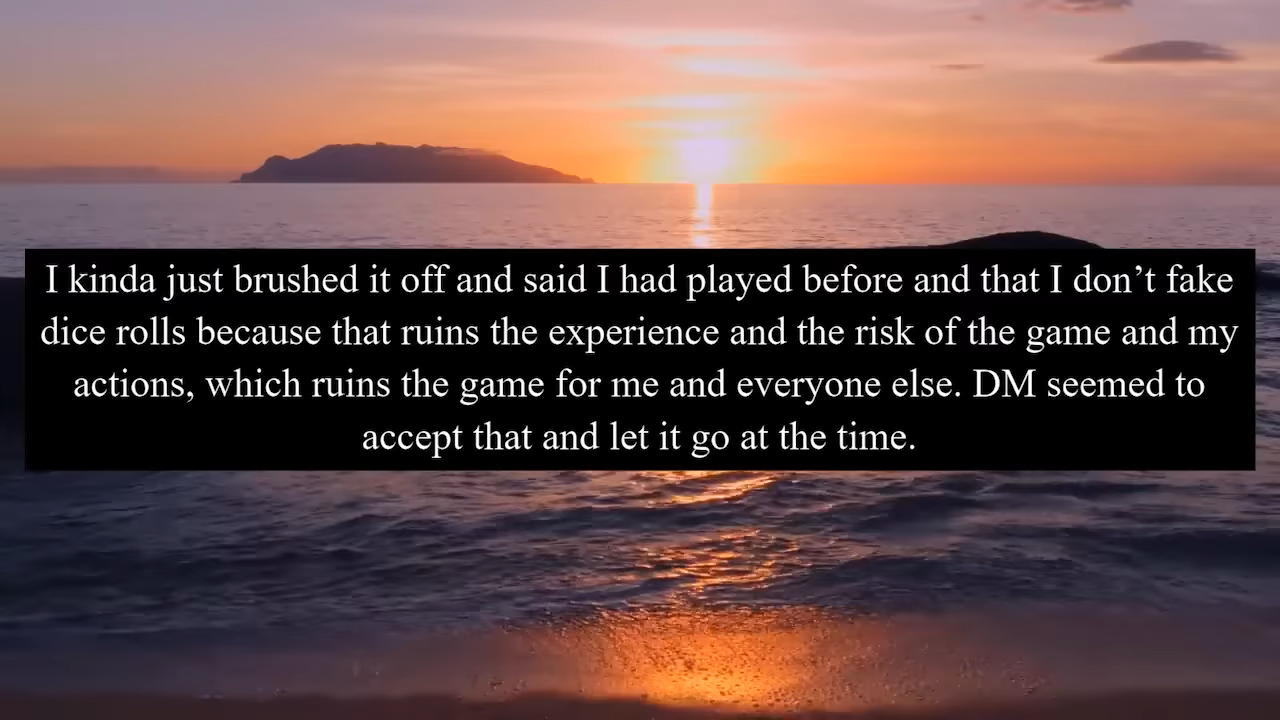 I kinda just brushed it off and said I had played before and that I don’t fake
dice rolls because that ruins the experience and the risk of the game and my
actions, which ruins the game for me and everyone else. DM seemed to
accept that and let it go at the time.